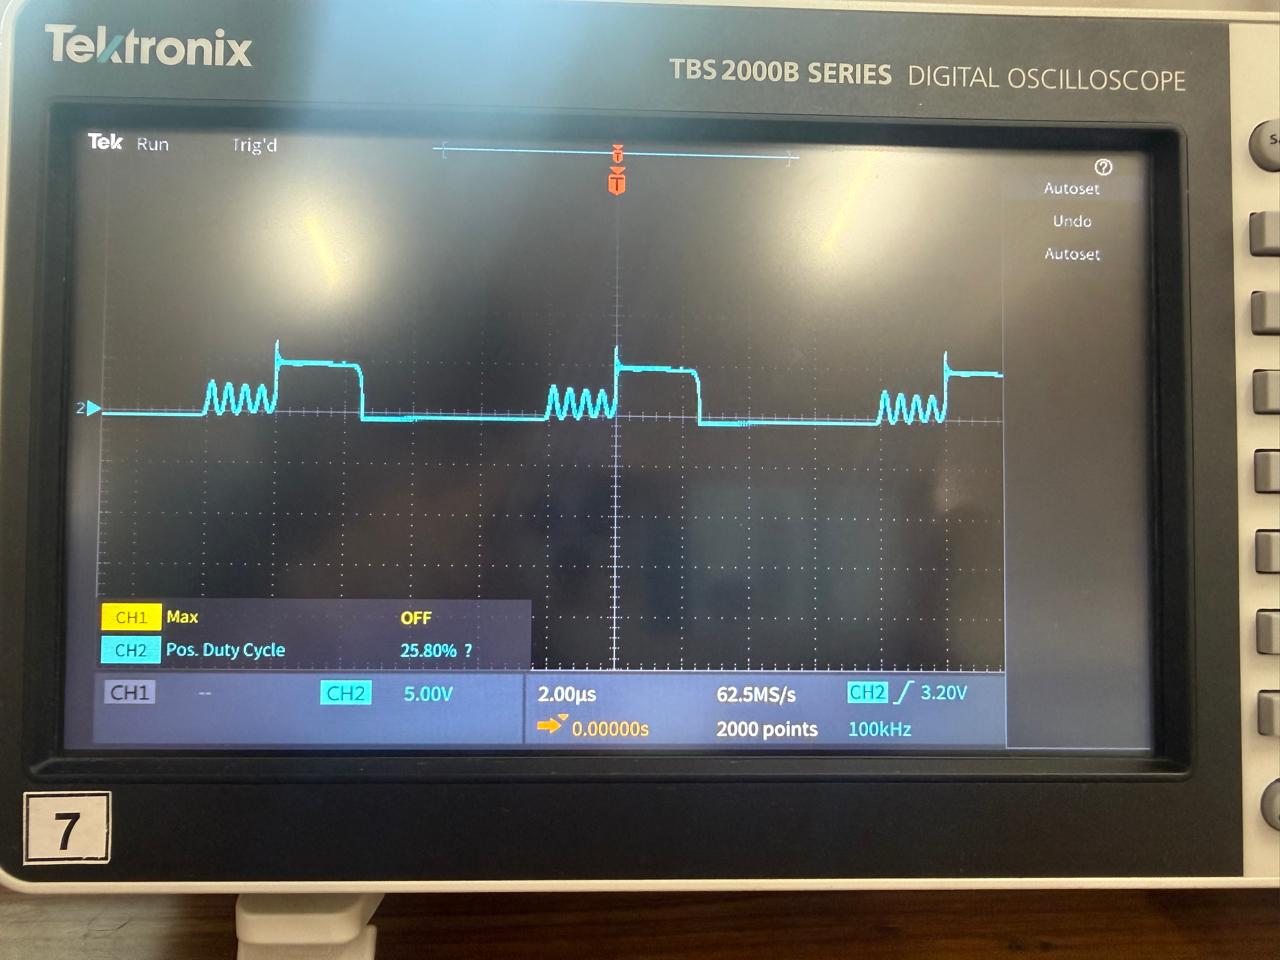 Tektronix
TBS 2000B SERIES DIGITAL OSCILLOSCOPE
Tek Run Trig'd
T
T
?
Autoset
Undo
Autoset
2
CH1 Max OFF
CH2 Pos. Duty Cycle 25.80% ?
CH1 -- CH2 5.00V 2.00µs 62.5MS/s CH2 3.20V
0.00000s 2000 points 100kHz
7